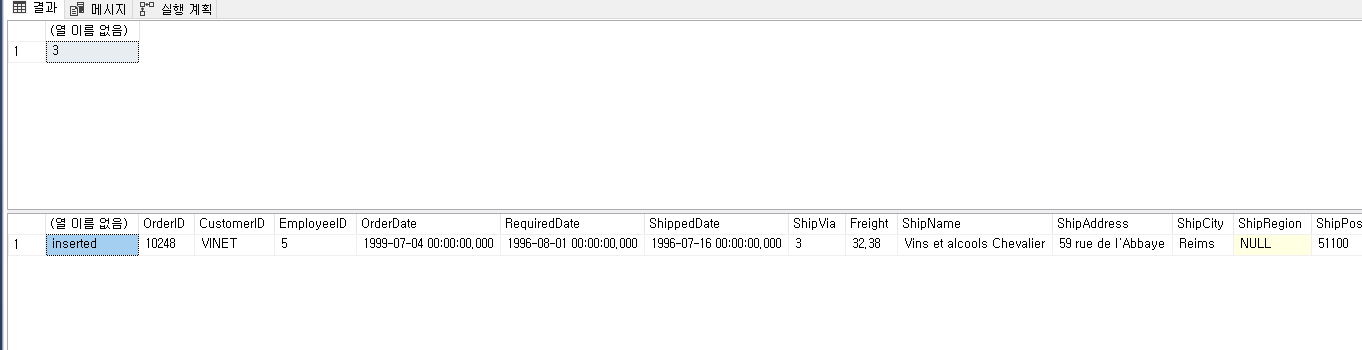 결과 메시지 실행 계획
(열 이름 없음)
1 3
(열 이름 없음) OrderID CustomerID EmployeeID OrderDate RequiredDate ShippedDate ShipVia Freight ShipName ShipAddress ShipCity ShipRegion ShipPos
1 inserted 10248 VINET 5 1999-07-04 00:00:00,000 1996-08-01 00:00:00,000 1996-07-16 00:00:00,000 3 32,38 Vins et alcools Chevalier 59 rue de l'Abbaye Reims NULL 51100